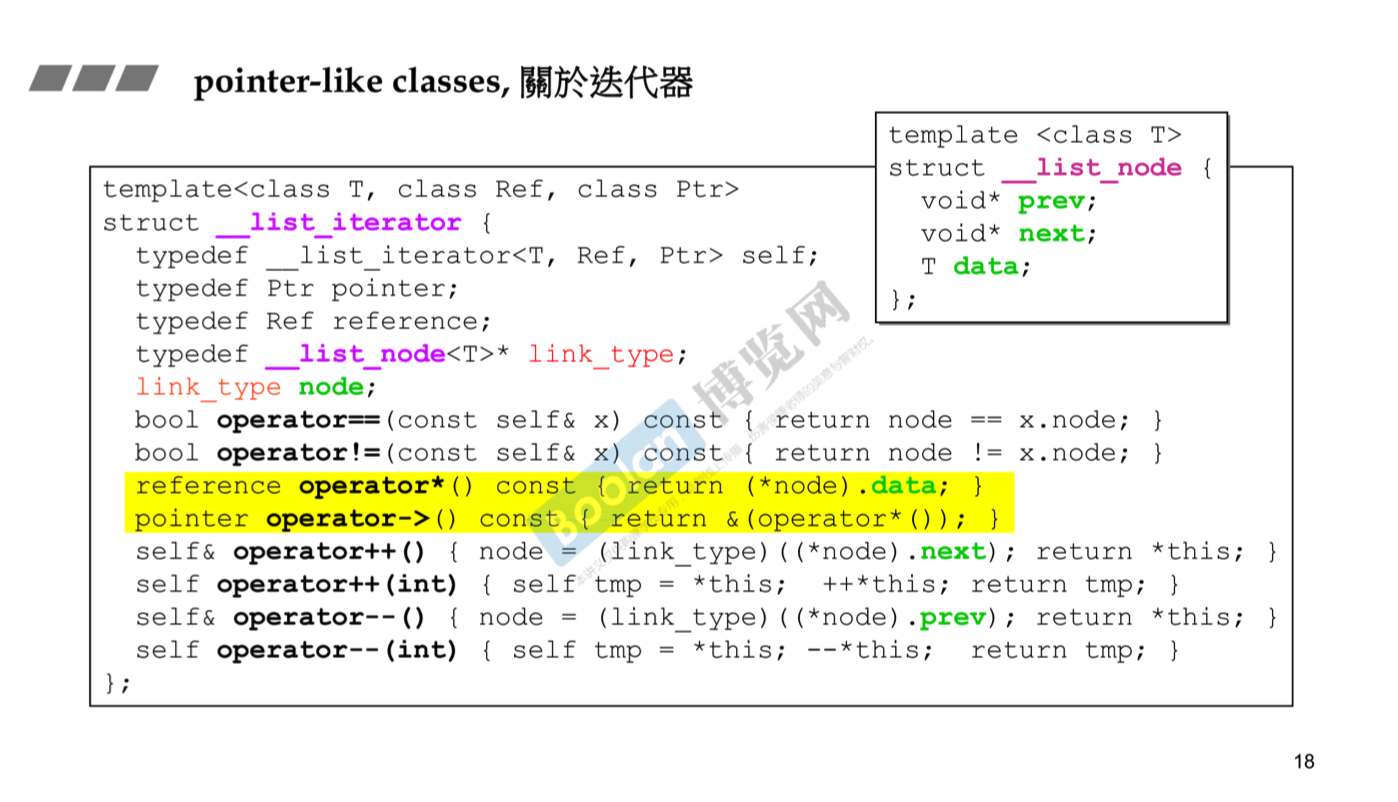 pointer-like classes, 關於迭代器
template <class T>
struct __list_node {
void* prev;
void* next;
T data;
};
template<class T, class Ref, class Ptr>
struct __list_iterator {
typedef __list_iterator<T, Ref, Ptr> self;
typedef Ptr pointer;
typedef Ref reference;
typedef __list_node<T>* link_type;
link_type node;
bool operator==(const self& x) const { return node == x.node; }
bool operator!=(const self& x) const { return node != x.node; }
reference operator*() const { return (*node).data; }
pointer operator->() const { return &(operator*()); }
self& operator++() { node = (link_type)((*node).next); return *this; }
self operator++(int) { self tmp = *this; ++*this; return tmp; }
self& operator--() { node = (link_type)((*node).prev); return *this; }
self operator--(int) { self tmp = *this; --*this; return tmp; }
};
Boolan 博览网
18